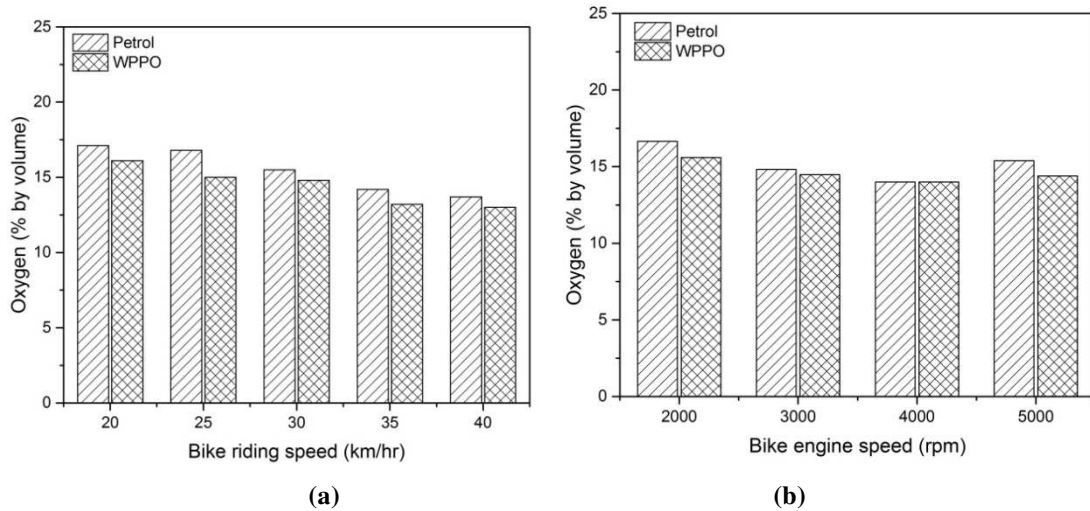 25
20
15
10
5
0
Oxygen (% by volume)
Petrol
WPPO
20 25 30 35 40
Bike riding speed (km/hr)
(a)
25
20
15
10
5
0
Oxygen (% by volume)
Petrol
WPPO
2000 3000 4000 5000
Bike engine speed (rpm)
(b)